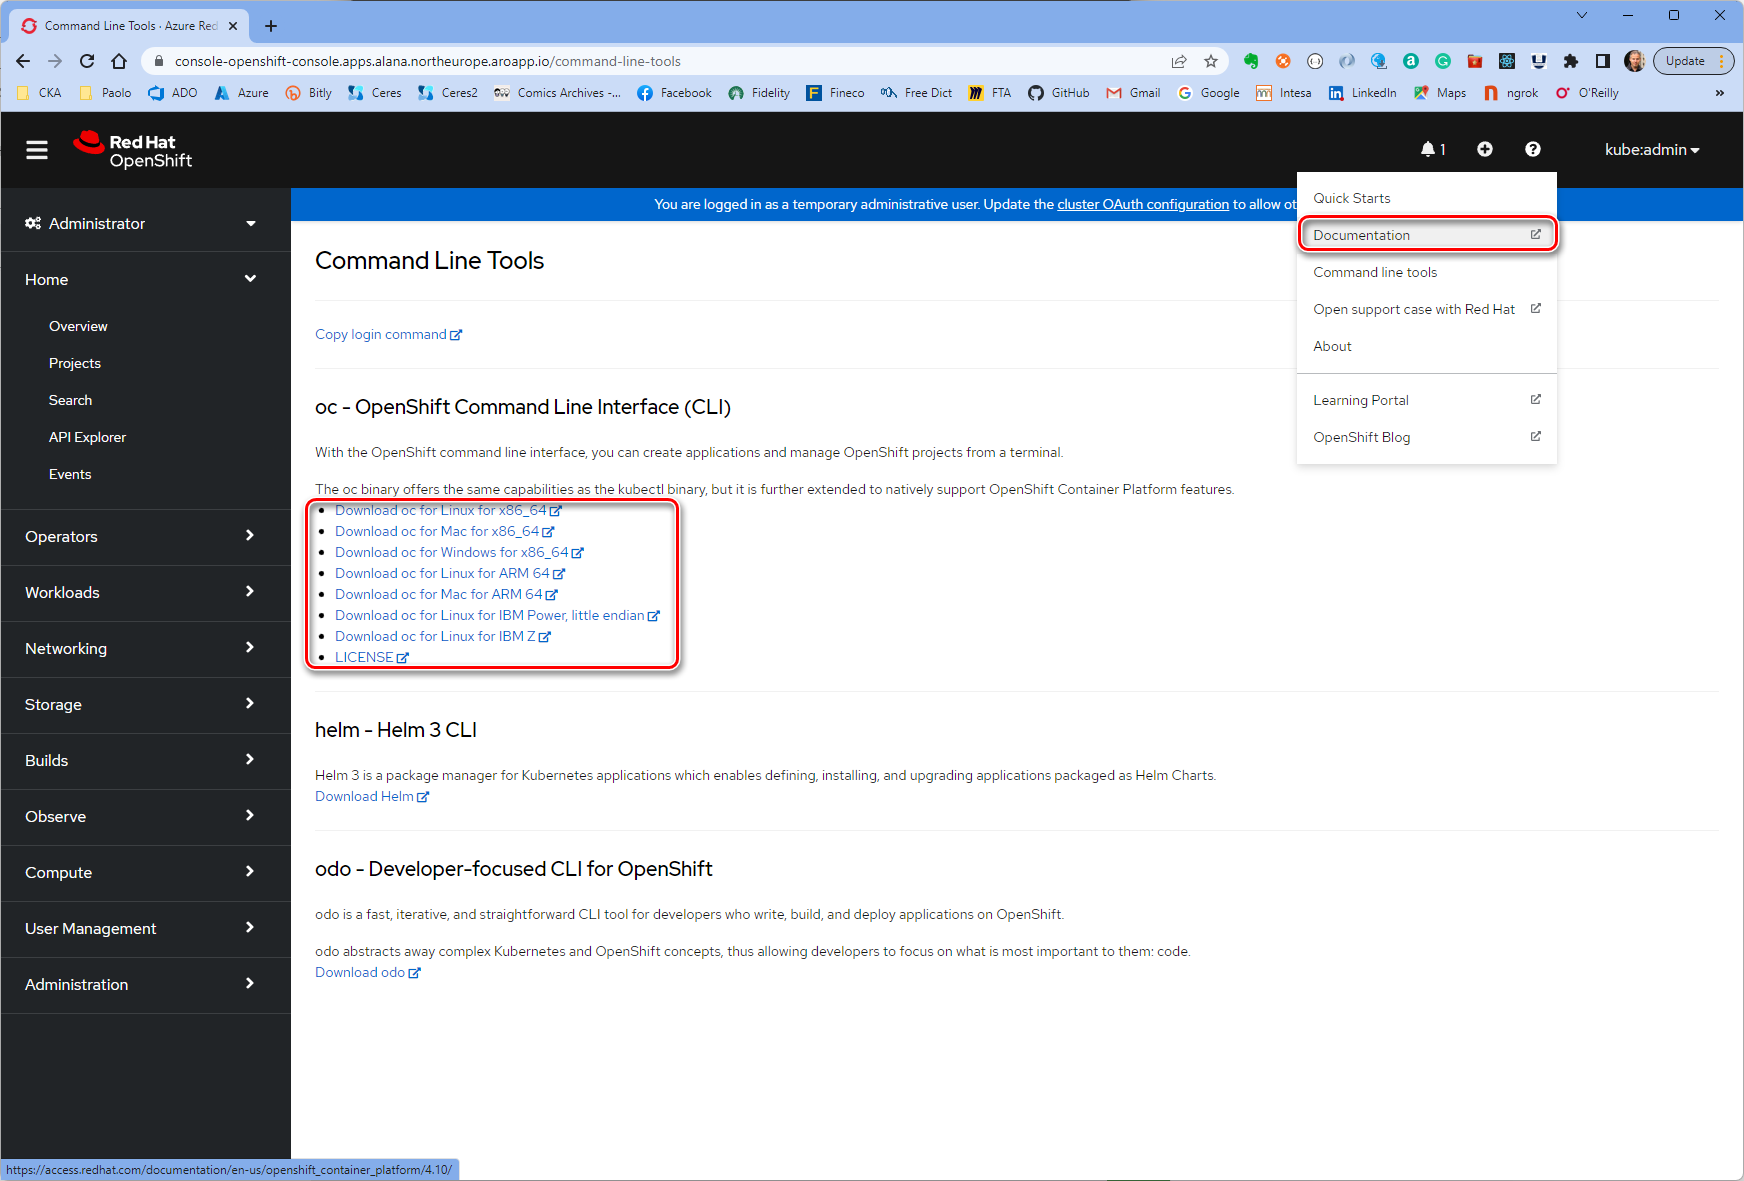 Command Line Tools · Azure Red
console-openshift-console.apps.alana.northeurope.aroapp.io/command-line-tools
Update
CKA Paolo ADO Azure Bitly Ceres Ceres2 Comics Archives -... Facebook Fidelity Fineco Free Dict FTA GitHub Gmail Google Intesa LinkedIn Maps ngrok O'Reilly »
Red Hat
OpenShift
1
kube:admin
You are logged in as a temporary administrative user. Update the cluster OAuth configuration to allow ot
Quick Starts
Documentation
Command line tools
Open support case with Red Hat
About
Learning Portal
OpenShift Blog
Administrator
Home
Overview
Projects
Search
API Explorer
Events
Operators
Workloads
Networking
Storage
Builds
Observe
Compute
User Management
Administration
Command Line Tools
Copy login command
oc - OpenShift Command Line Interface (CLI)
With the OpenShift command line interface, you can create applications and manage OpenShift projects from a terminal.
The oc binary offers the same capabilities as the kubectl binary, but it is further extended to natively support OpenShift Container Platform features.
Download oc for Linux for x86_64
Download oc for Mac for x86_64
Download oc for Windows for x86_64
Download oc for Linux for ARM 64
Download oc for Mac for ARM 64
Download oc for Linux for IBM Power, little endian
Download oc for Linux for IBM Z
LICENSE
helm - Helm 3 CLI
Helm 3 is a package manager for Kubernetes applications which enables defining, installing, and upgrading applications packaged as Helm Charts.
Download Helm
odo - Developer-focused CLI for OpenShift
odo is a fast, iterative, and straightforward CLI tool for developers who write, build, and deploy applications on OpenShift.
odo abstracts away complex Kubernetes and OpenShift concepts, thus allowing developers to focus on what is most important to them: code.
Download odo
https://access.redhat.com/documentation/en-us/openshift_container_platform/4.10/